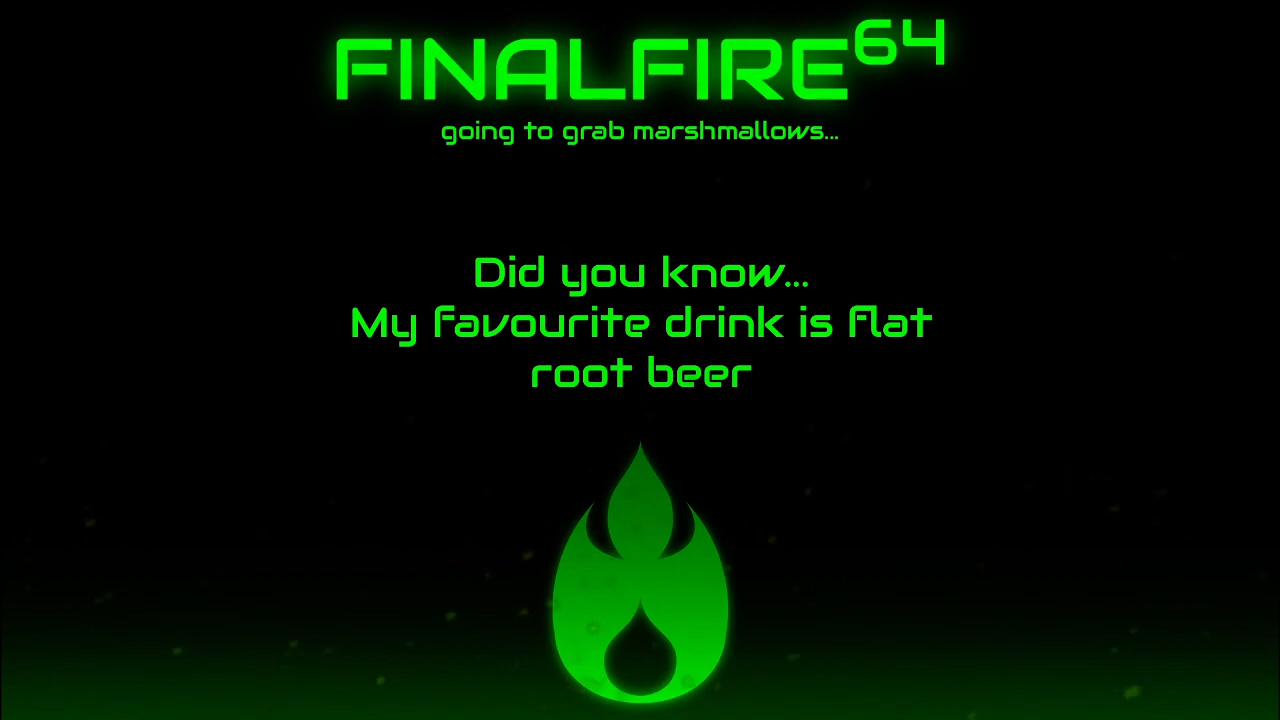 FINALFIRE⁶⁴
going to grab marshmallows...
Did you know...
My favourite drink is flat
root beer